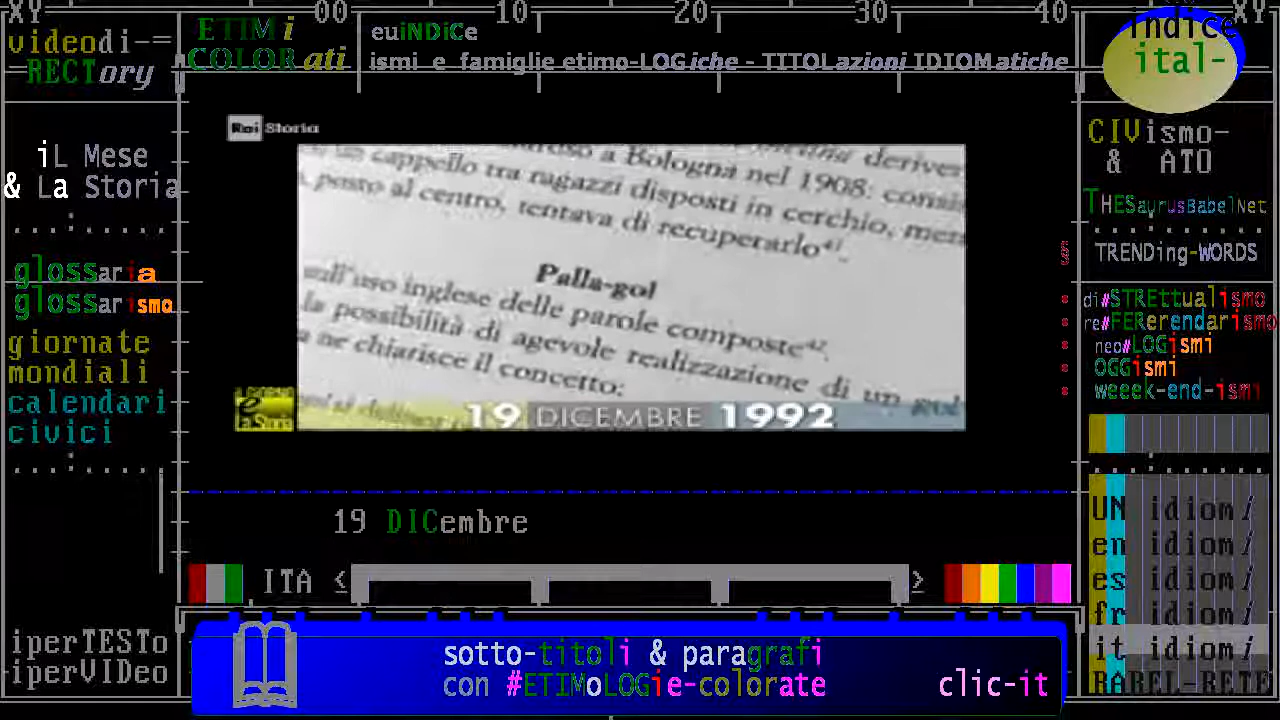 XY 00 10 20 30 40 XY
videodi-=
RECTory
ETIMi
COLORati
euiNDiCe
ismi e famiglie etimo-LOGiche - TITOLazioni IDIOMatiche
indice
ital-
iL Mese
& La Storia
glossaria
glossarismo
giornate
mondiali
calendari
civici
iperTESTo
iperVIDeo
Rai Storia
a Bologna nel 1908:
un cappello tra ragazzi disposti in cerchio,
posto al centro, tentava di recuperarlo
Palla-gol
sull'uso inglese delle parole composte
la possibilità di agevole realizzazione di un gol
ne chiarisce il concetto:
19 DICEMBRE 1992
19 DICembre
ITA < >
sotto-titoli & paragrafi
con #ETIMoLOGie-colorate clic-it
CIVismo-
& ATO
THESaurusBabelNet
TRENDing-WORDS
di#STREttualismo
re#FERerendarismo
neo#LOGismi
OGGismi
weeek-end-ismi
UN idiom/
en idiom/
es idiom/
fr idiom/
it idiom/
BABEL-RETE